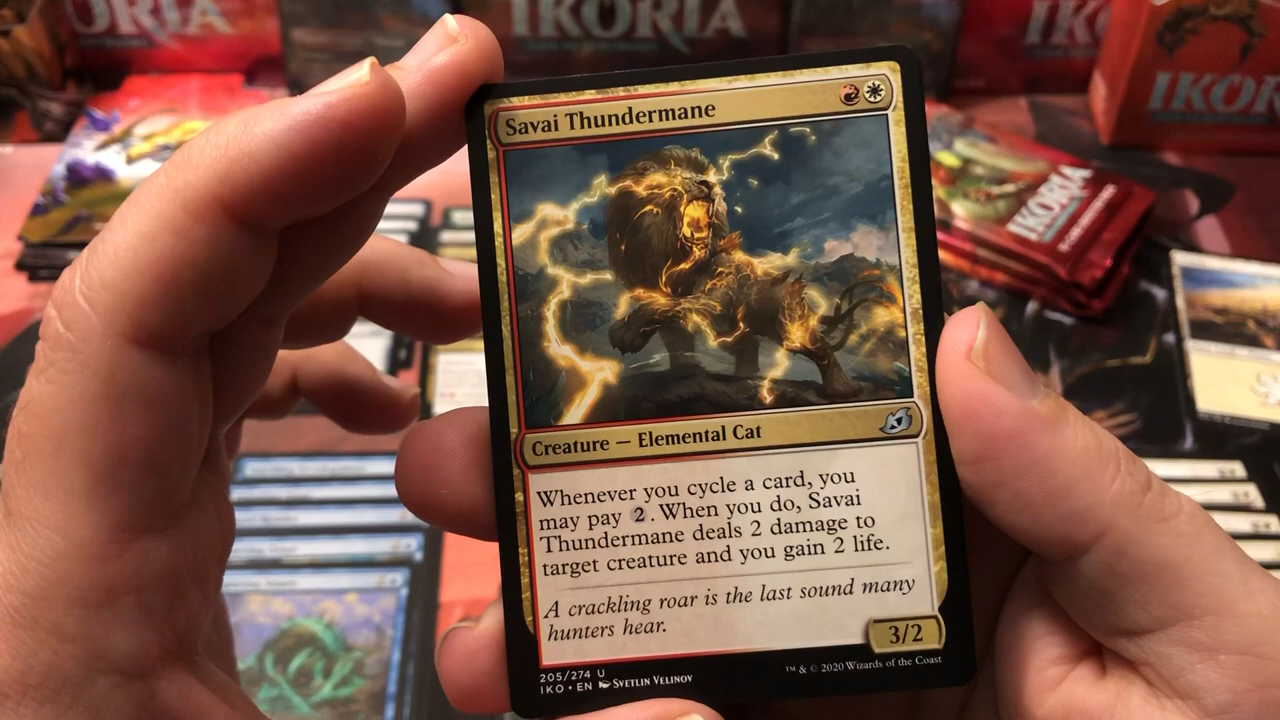 IKORIA
IKORIA
IKORIA
Savai Thundermane
IKORIA
Creature — Elemental Cat
Whenever you cycle a card, you
may pay 2. When you do, Savai
Thundermane deals 2 damage to
target creature and you gain 2 life.
A crackling roar is the last sound many
hunters hear.
3/2
205/274 U
IKO • EN SVETLIN VELINOV
™ & © 2020 Wizards of the Coast